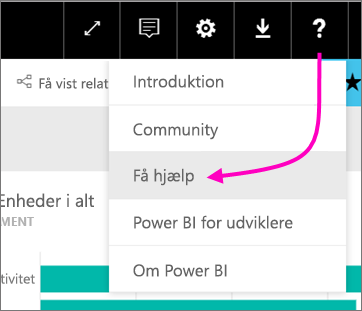 ?
Få vist relat
Introduktion
Community
Få hjælp
Power BI for udviklere
Om Power BI
Enheder i alt
MENT
tivitet